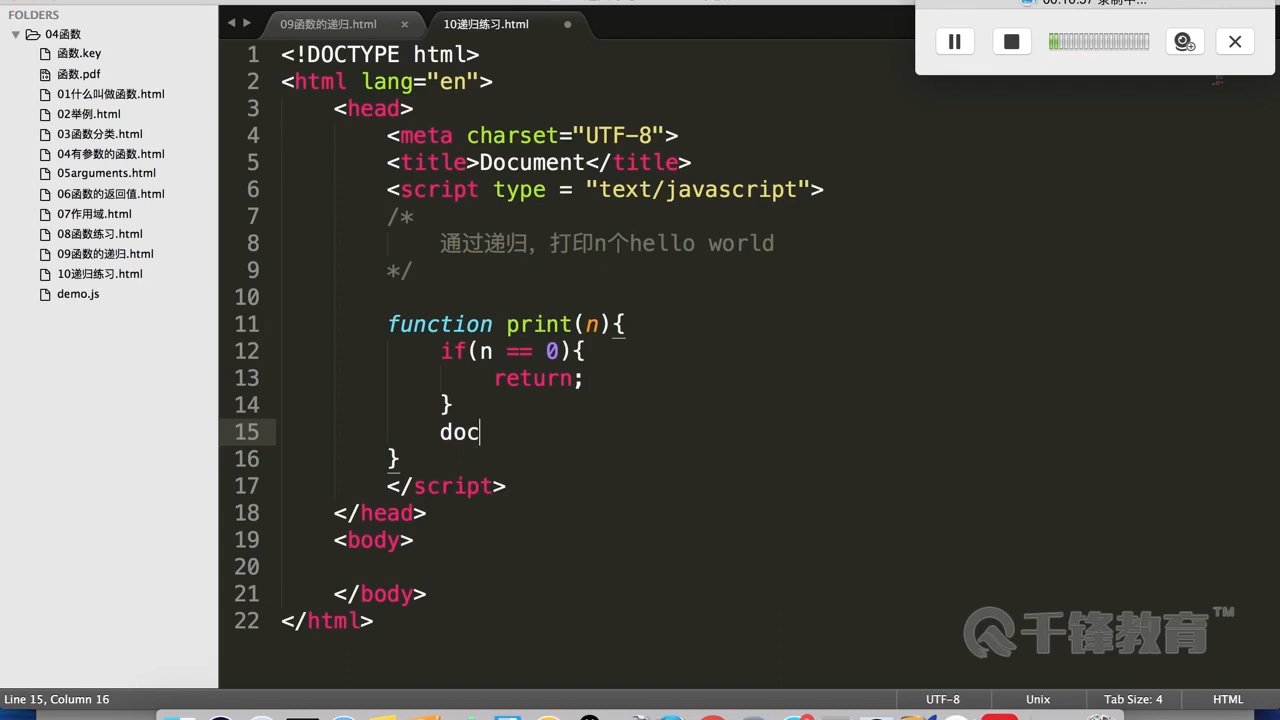 FOLDERS
04函数
函数.key
函数.pdf
01什么叫做函数.html
02举例.html
03函数分类.html
04有参数的函数.html
05arguments.html
06函数的返回值.html
07作用域.html
08函数练习.html
09函数的递归.html
10递归练习.html
demo.js
09函数的递归.html
10递归练习.html
1 <!DOCTYPE html>
2 <html lang="en">
3 <head>
4 <meta charset="UTF-8">
5 <title>Document</title>
6 <script type = "text/javascript">
7 /*
8 通过递归，打印n个hello world
9 */
10
11 function print(n){
12 if(n == 0){
13 return;
14 }
15 doc
16 }
17 </script>
18 </head>
19 <body>
20
21 </body>
22 </html>
千锋教育™
Line 15, Column 16
UTF-8
Unix
Tab Size: 4
HTML